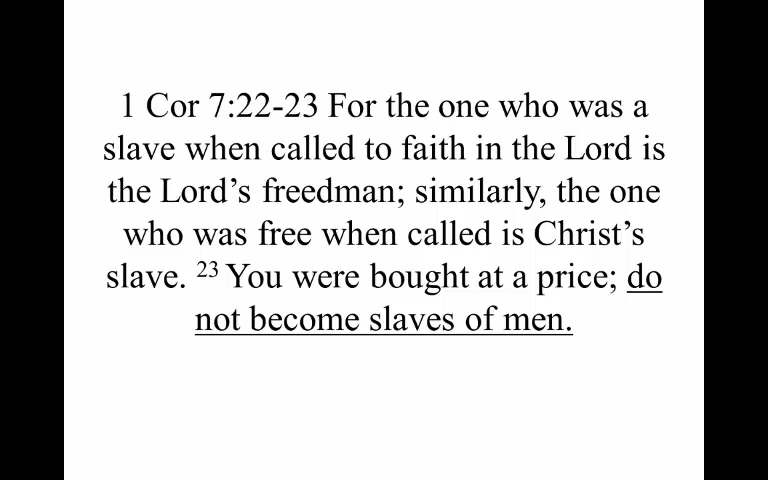 1 Cor 7:22-23 For the one who was a
slave when called to faith in the Lord is
the Lord’s freedman; similarly, the one
who was free when called is Christ’s
slave. ²³ You were bought at a price; do
not become slaves of men.